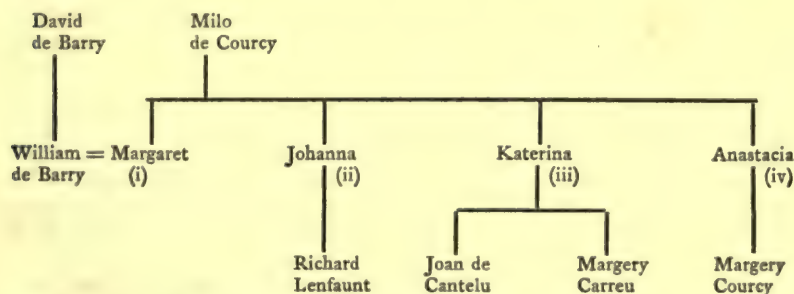 David Milo
de Barry de Courcy
William = Margaret Johanna Katerina Anastacia
de Barry (i) (ii) (iii) (iv)
Richard Joan de Margery Margery
Lenfaunt Cantelu Carreu Courcy